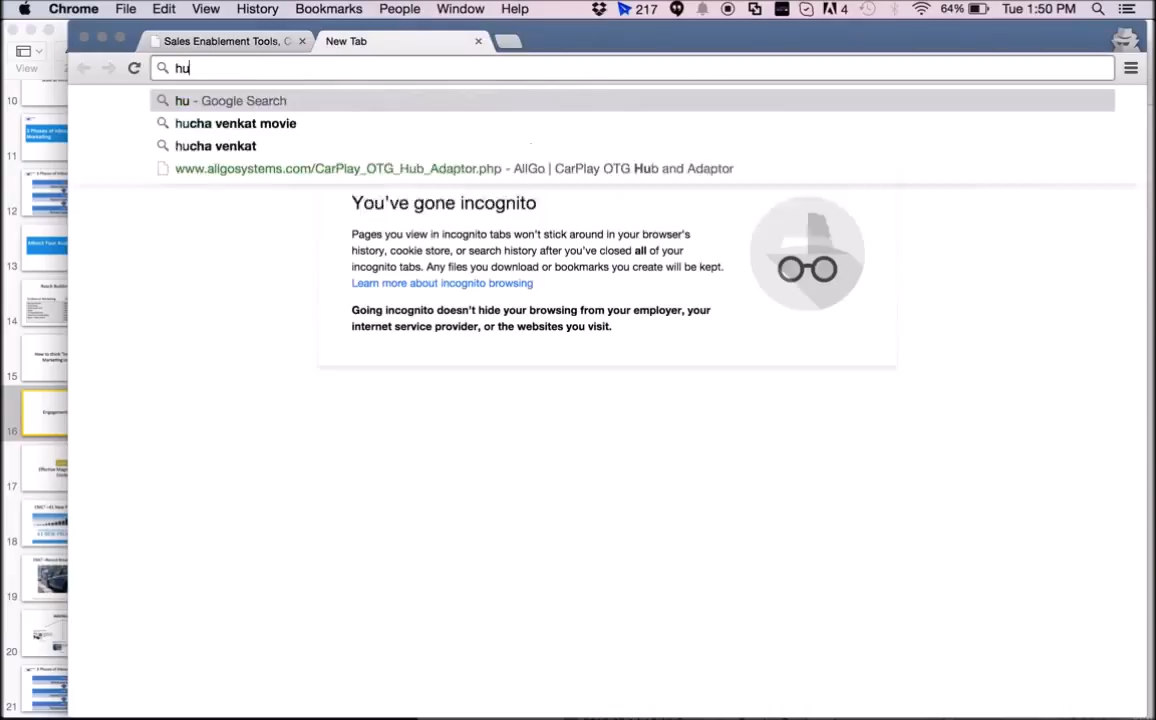 Chrome File Edit View History Bookmarks People Window Help 217 4 64% Tue 1:50 PM
Sales Enablement Tools, C
New Tab
View
hu
hu - Google Search
hucha venkat movie
hucha venkat
www.allgosystems.com/CarPlay_OTG_Hub_Adaptor.php - AllGo | CarPlay OTG Hub and Adaptor
You've gone incognito
Pages you view in incognito tabs won't stick around in your browser's
history, cookie store, or search history after you've closed all of your
incognito tabs. Any files you download or bookmarks you create will be kept.
Learn more about incognito browsing
Going incognito doesn't hide your browsing from your employer, your
internet service provider, or the websites you visit.
10
11
12
13
14
15
16
17
18
19
20
21